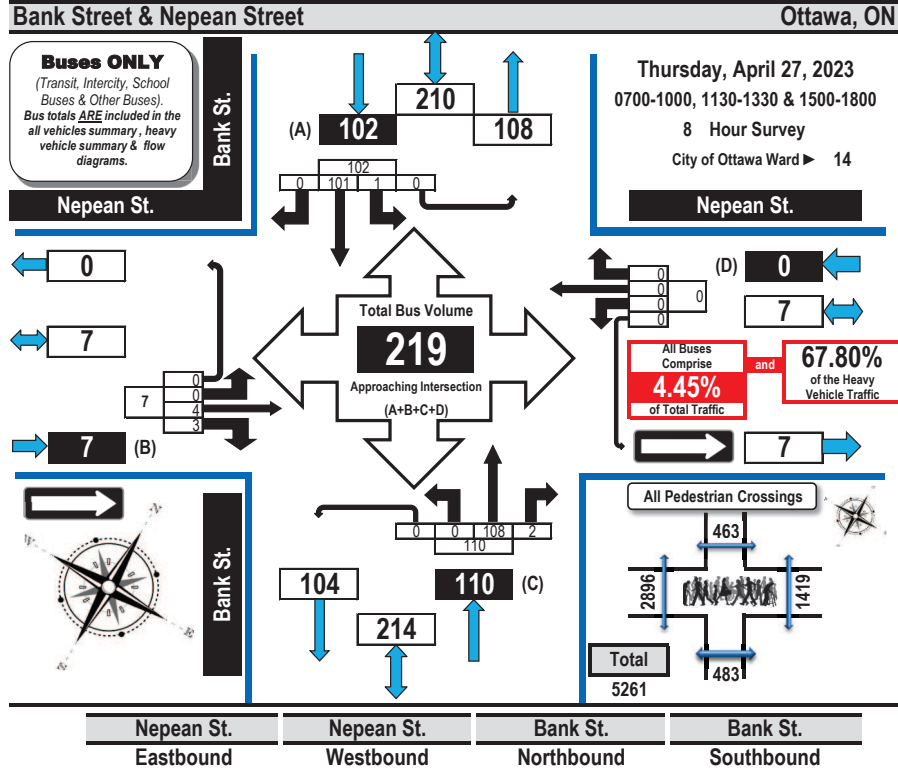 Bank Street & Nepean Street Ottawa, ON
Buses ONLY
(Transit, Intercity, School
Buses & Other Buses).
Bus totals ARE included in the
all vehicles summary , heavy
vehicle summary & flow
diagrams.
Bank St.
Nepean St.
210
(A) 102
108
102
0 101 1 0
Thursday, April 27, 2023
0700-1000, 1130-1330 & 1500-1800
8 Hour Survey
City of Ottawa Ward ► 14
Nepean St.
0
7
7
0
0
4
3
7 (B)
Total Bus Volume
219
Approaching Intersection
(A+B+C+D)
0
0
0
0
0
(D) 0
7
All Buses
Comprise
4.45%
of Total Traffic
and
67.80%
of the Heavy
Vehicle Traffic
7
N
W
E
S
Bank St.
0 0 108 2
110
104
110 (C)
214
All Pedestrian Crossings
463
2896
1419
483
Total
5261
Nepean St. Nepean St. Bank St. Bank St.
Eastbound Westbound Northbound Southbound